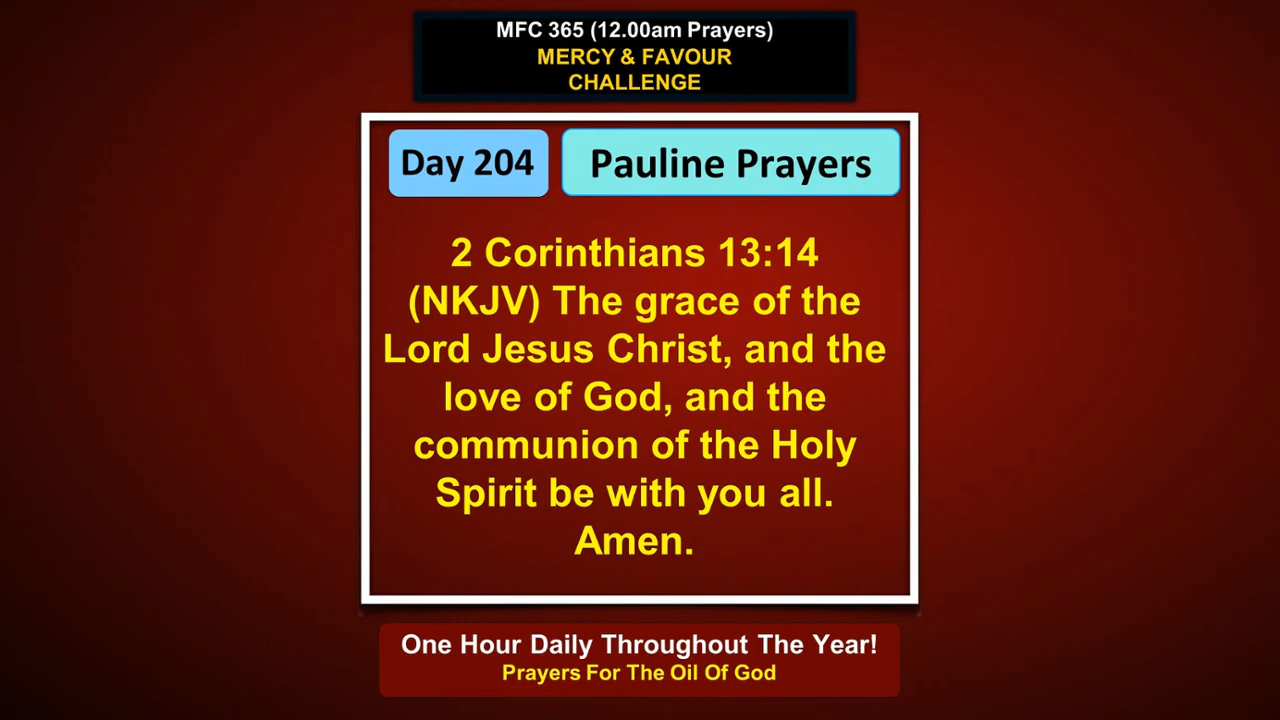 MFC 365 (12.00am Prayers)
MERCY & FAVOUR
CHALLENGE
Day 204
Pauline Prayers
2 Corinthians 13:14
(NKJV) The grace of the
Lord Jesus Christ, and the
love of God, and the
communion of the Holy
Spirit be with you all.
Amen.
One Hour Daily Throughout The Year!
Prayers For The Oil Of God